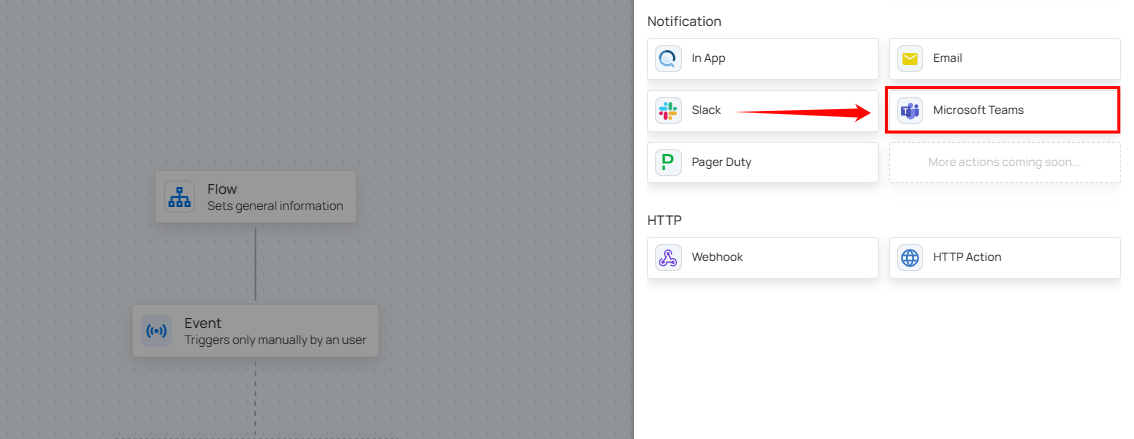 Notification
In App
Email
Slack
Microsoft Teams
Pager Duty
More actions coming soon...
HTTP
Webhook
HTTP Action
Flow
Sets general information
Event
Triggers only manually by an user